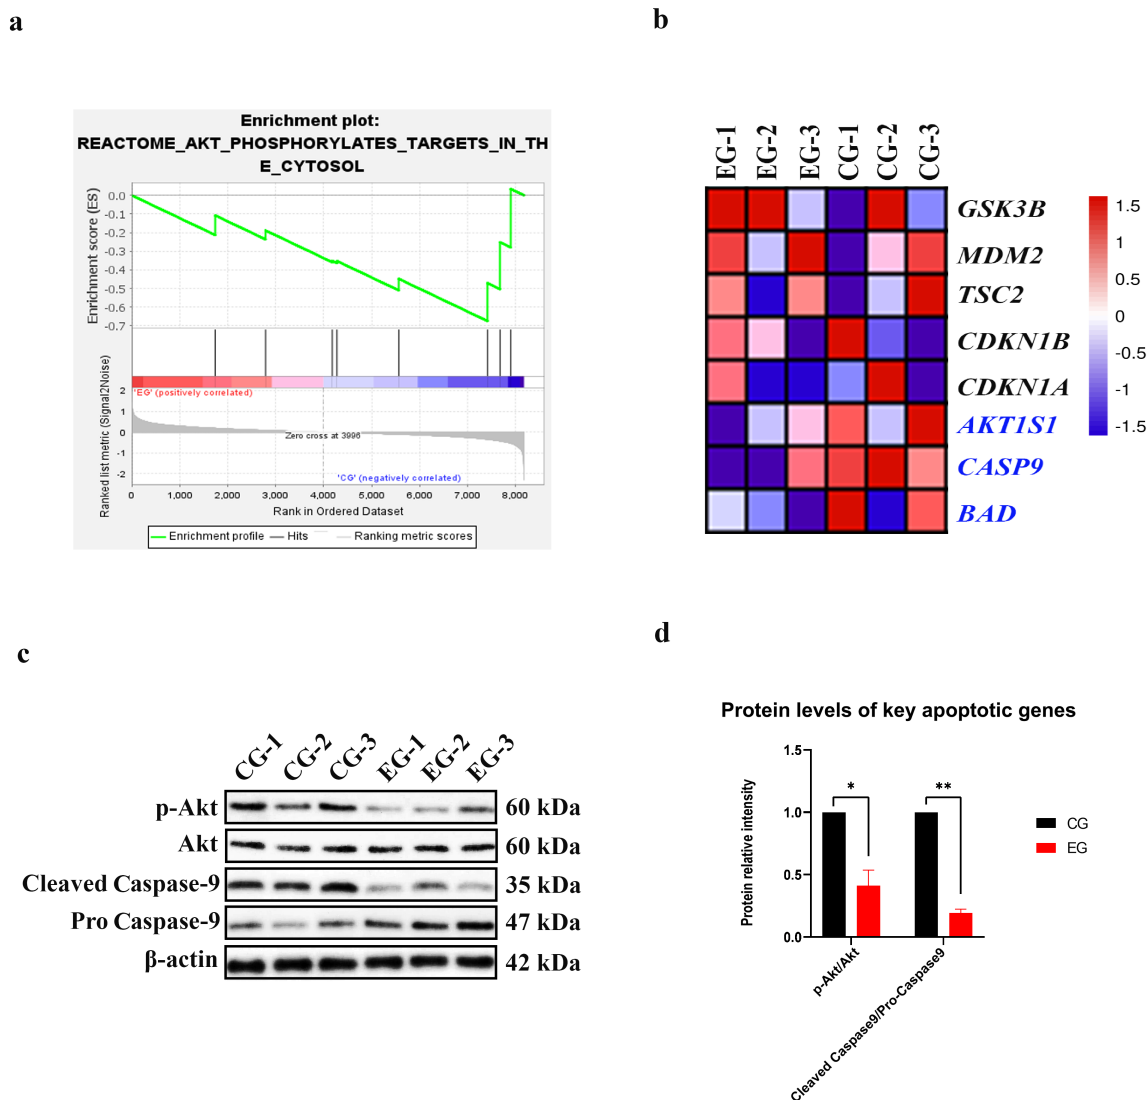 a
Enrichment plot:
REACTOME_AKT_PHOSPHORYLATES_TARGETS_IN_TH
E_CYTOSOL
Enrichment score (ES)
0.0
-0.1
-0.2
-0.3
-0.4
-0.5
-0.6
-0.7
Ranked list metric (Signal2Noise)
2
1
0
-1
-2
'EG' (positively correlated)
Zero cross at 3996
'CG' (negatively correlated)
0 1,000 2,000 3,000 4,000 5,000 6,000 7,000 8,000
Rank in Ordered Dataset
Enrichment profile Hits Ranking metric scores
b
EG-1 EG-2 EG-3 CG-1 CG-2 CG-3
GSK3B
MDM2
TSC2
CDKN1B
CDKN1A
AKT1S1
CASP9
BAD
1.5
1
0.5
0
-0.5
-1
-1.5
c
CG-1 CG-2 CG-3 EG-1 EG-2 EG-3
p-Akt 60 kDa
Akt 60 kDa
Cleaved Caspase-9 35 kDa
Pro Caspase-9 47 kDa
β-actin 42 kDa
d
Protein levels of key apoptotic genes
Protein relative intensity
1.5
1.0
0.5
0.0
* **
p-Akt/Akt
Cleaved Caspase9/Pro-Caspase9
CG
EG